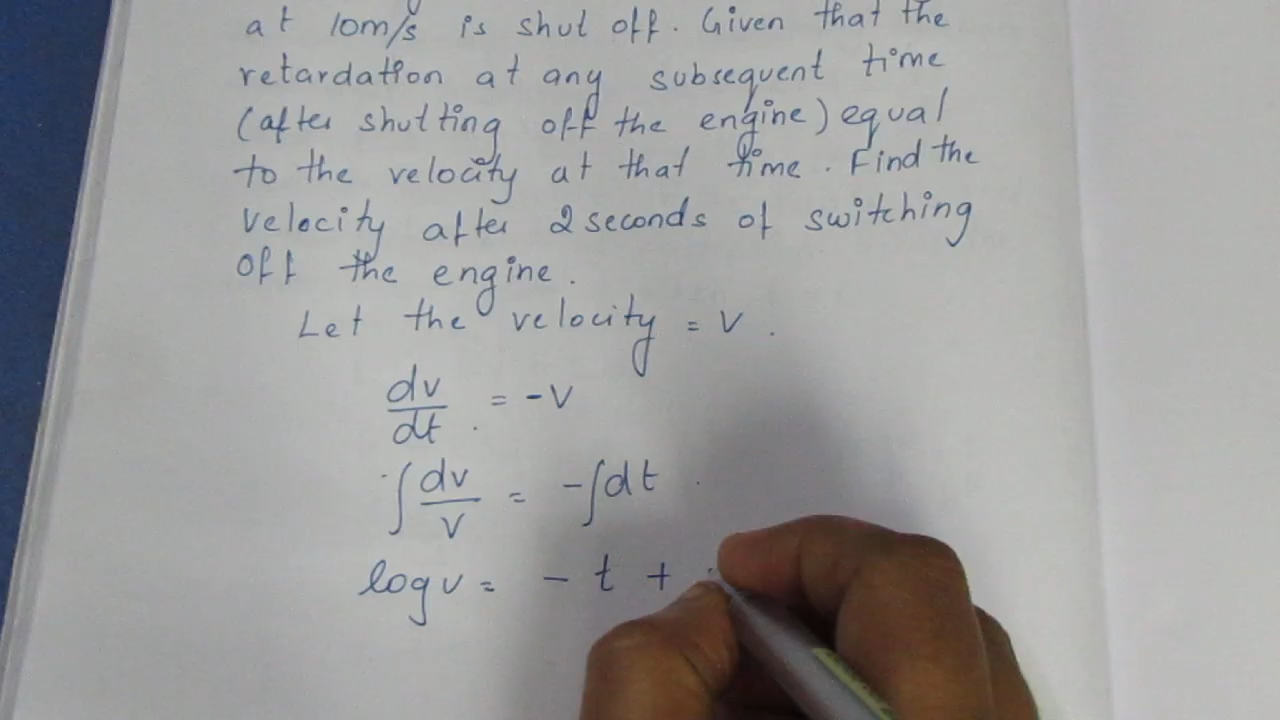 at 10m/s is shut off. Given that the
retardation at any subsequent time
(after shutting off the engine) equal
to the velocity at that time. Find the
velocity after 2 seconds of switching
off the engine.
Let the velocity = v.
dv/dt = -v
∫ dv/v = -∫dt
log v = - t +